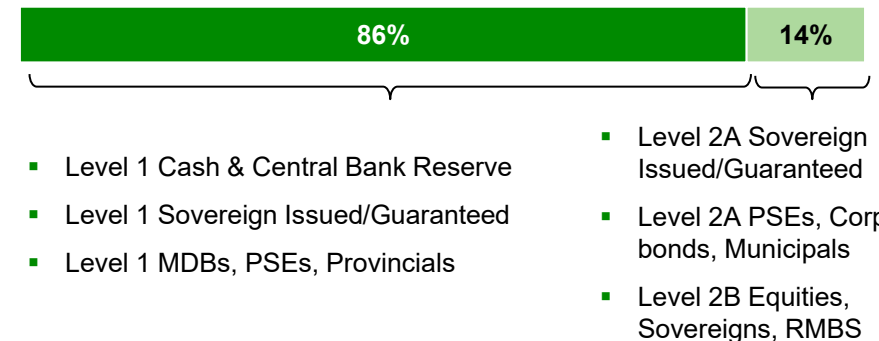 86%
14%
▪ Level 1 Cash & Central Bank Reserve
▪ Level 1 Sovereign Issued/Guaranteed
▪ Level 1 MDBs, PSEs, Provincials
▪ Level 2A Sovereign
Issued/Guaranteed
▪ Level 2A PSEs,
bonds, Municipals
▪ Level 2B Equities,
Sovereigns, RMBS